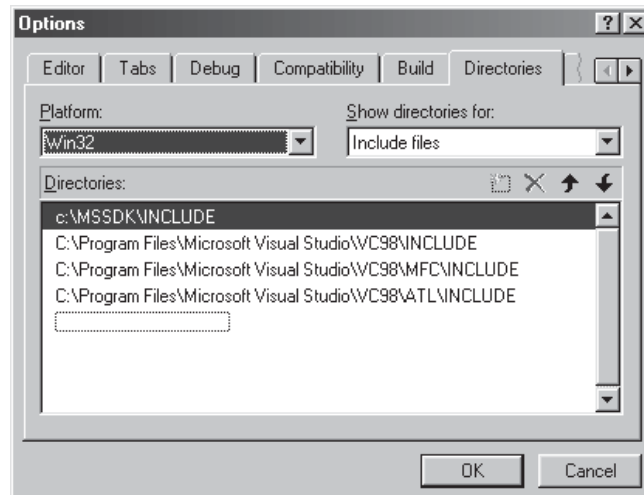 Options
Editor Tabs Debug Compatibility Build Directories
Platform: Show directories for:
Win32 Include files
Directories:
c:\MSSDK\INCLUDE
C:\Program Files\Microsoft Visual Studio\VC98\INCLUDE
C:\Program Files\Microsoft Visual Studio\VC98\MFC\INCLUDE
C:\Program Files\Microsoft Visual Studio\VC98\ATL\INCLUDE
OK Cancel